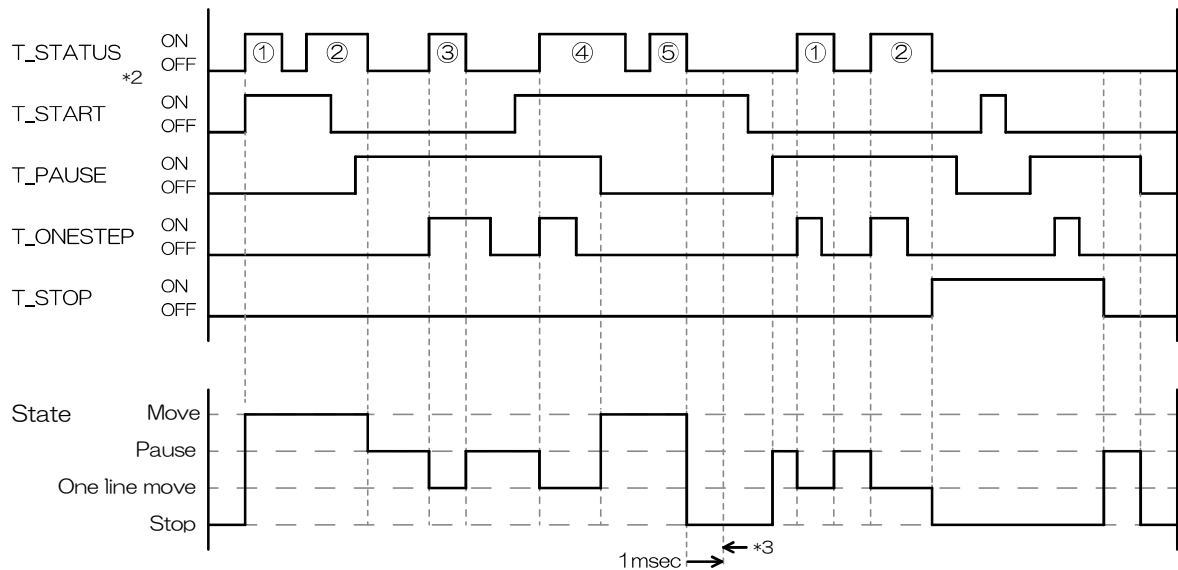 T_STATUS ON ① ② ③ ④ ⑤ ① ②
OFF
*2
T_START ON
OFF
T_PAUSE ON
OFF
T_ONESTEP ON
OFF
T_STOP ON
OFF
State Move
Pause
One line move
Stop
*3
1msec